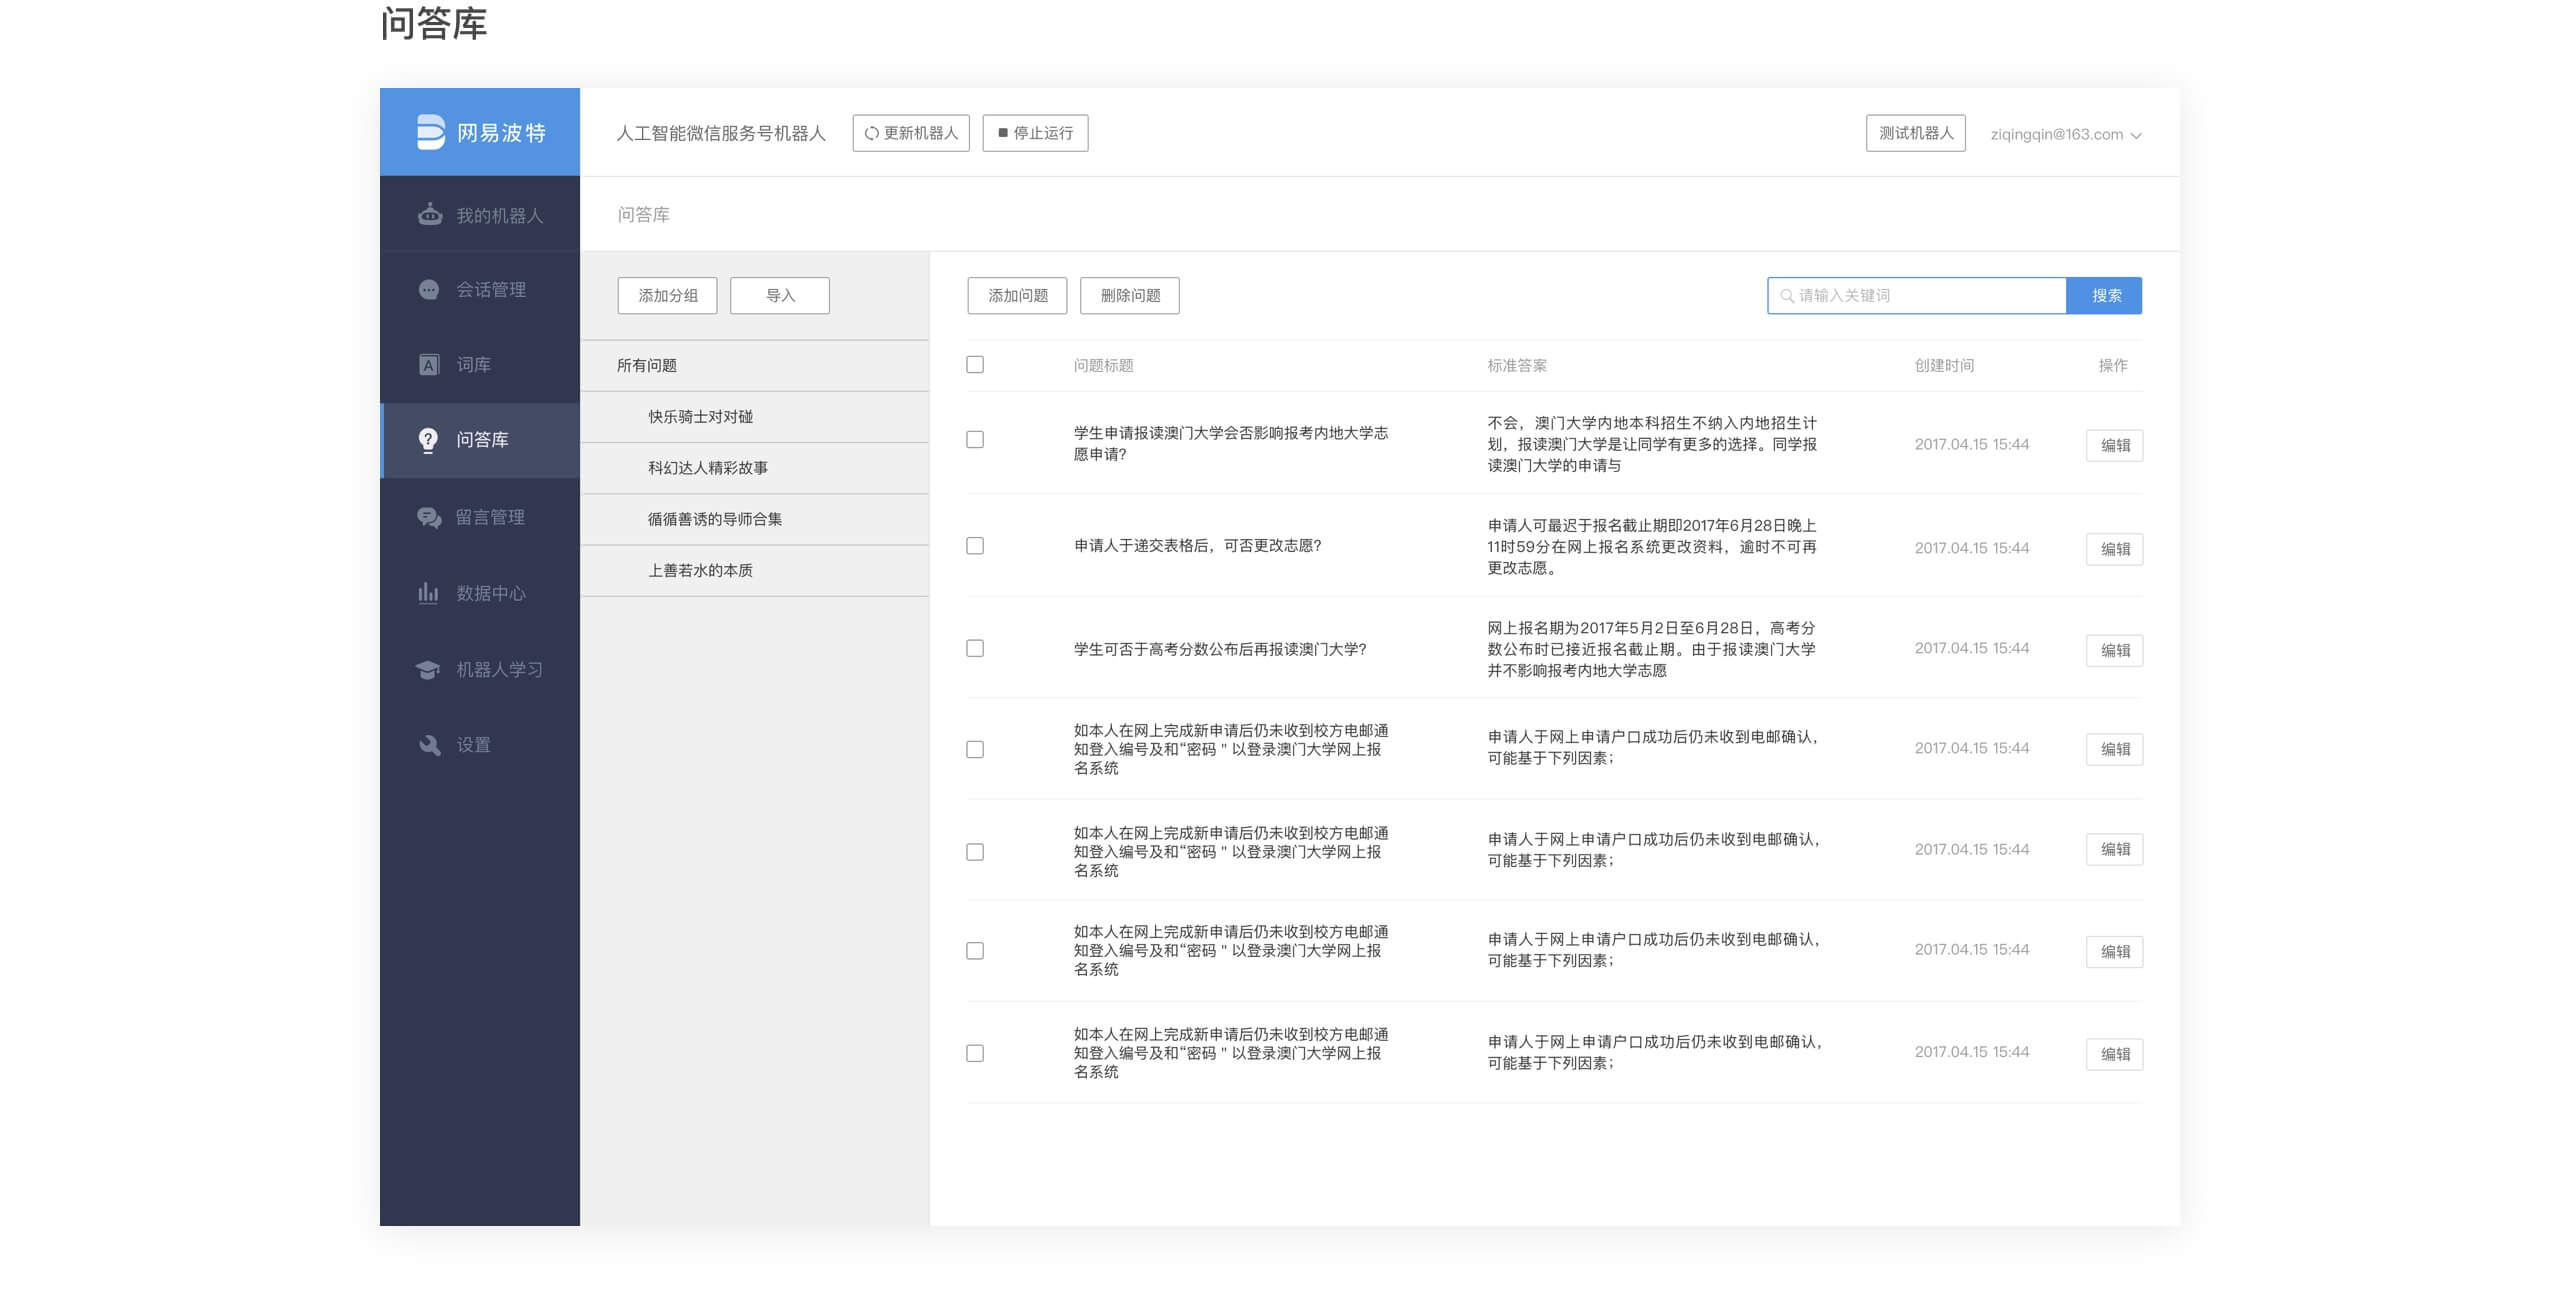 问答库
网易波特
人工智能微信服务号机器人
更新机器人
停止运行
测试机器人
ziqingqin@163.com
我的机器人
会话管理
词库
问答库
留言管理
数据中心
机器人学习
设置
问答库
添加分组
导入
所有问题
快乐骑士对对碰
科幻达人精彩故事
循循善诱的导师合集
上善若水的本质
添加问题
删除问题
请输入关键词
搜索
问题标题
标准答案
创建时间
操作
学生申请报读澳门大学会否影响报考内地大学志
愿申请?
不会，澳门大学内地本科招生不纳入内地招生计
划，报读澳门大学是让同学有更多的选择。同学报
读澳门大学的申请与
2017.04.15 15:44
编辑
申请人于递交表格后，可否更改志愿?
申请人可最迟于报名截止期即2017年6月28日晚上
11时59分在网上报名系统更改资料，逾时不可再
更改志愿。
2017.04.15 15:44
编辑
学生可否于高考分数公布后再报读澳门大学?
网上报名期为2017年5月2日至6月28日，高考分
数公布时已接近报名截止期。由于报读澳门大学
并不影响报考内地大学志愿
2017.04.15 15:44
编辑
如本人在网上完成新申请后仍未收到校方电邮通
知登入编号及和“密码 " 以登录澳门大学网上报
名系统
申请人于网上申请户口成功后仍未收到电邮确认，
可能基于下列因素；
2017.04.15 15:44
编辑
如本人在网上完成新申请后仍未收到校方电邮通
知登入编号及和“密码 " 以登录澳门大学网上报
名系统
申请人于网上申请户口成功后仍未收到电邮确认，
可能基于下列因素；
2017.04.15 15:44
编辑
如本人在网上完成新申请后仍未收到校方电邮通
知登入编号及和“密码 " 以登录澳门大学网上报
名系统
申请人于网上申请户口成功后仍未收到电邮确认，
可能基于下列因素；
2017.04.15 15:44
编辑
如本人在网上完成新申请后仍未收到校方电邮通
知登入编号及和“密码 " 以登录澳门大学网上报
名系统
申请人于网上申请户口成功后仍未收到电邮确认，
可能基于下列因素；
2017.04.15 15:44
编辑